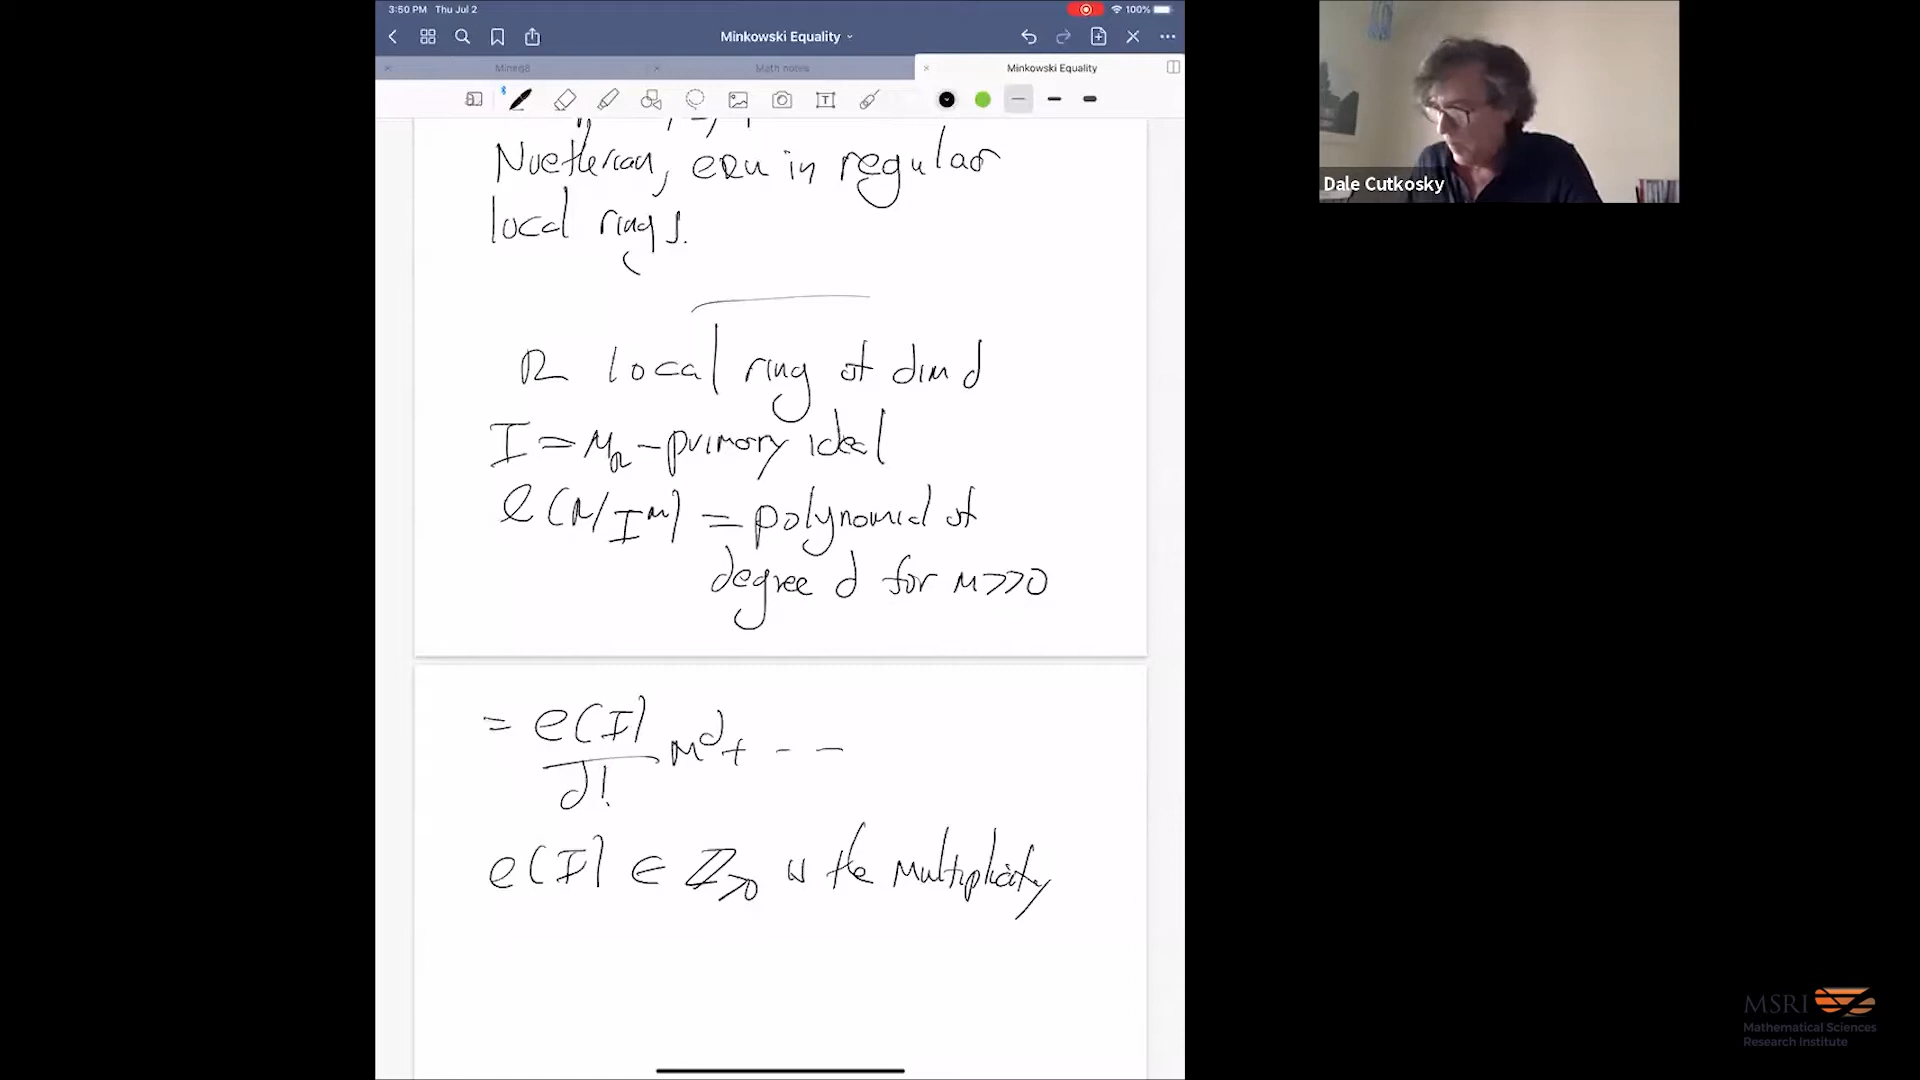 3:50 PM Thu Jul 2
100%
Minkowski Equality
Math notes
Minkowski Equality
Noetherian, even in regular
local rings.
R local ring of dim d
I = m_R-primary ideal
ℓ(R/I^m) = polynomial of
degree d for m>>0
= e(I)/d! m^d + - -
e(I) ∈ ℤ_>0 is the multiplicity
Dale Cutkosky
MSRI
Mathematical Sciences
Research Institute